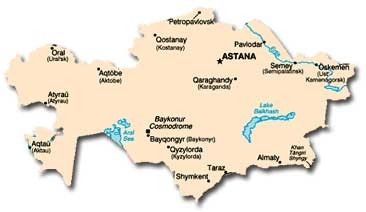 Petropavlovsk
Qostanay
(Kostanay)
Pavlodar
ASTANA
Oral
(Ural'sk)
Semey
(Semipalatinsk)
Öskemen
(Ust'
Kamenogorsk)
Aqtöbe
(Aktobe)
Qaraghandy
(Karaganda)
Atyraū
(Atyrau)
Lake
Balkhash
Baykonur
Cosmodrome
Aral
Sea
Bayqongyr (Baykonyr)
Aqtaū
(Aktau)
Qyzylorda
(Kyzylorda)
Khan
Tängiri
Shyngy
Almaty
Taraz
Shymkent